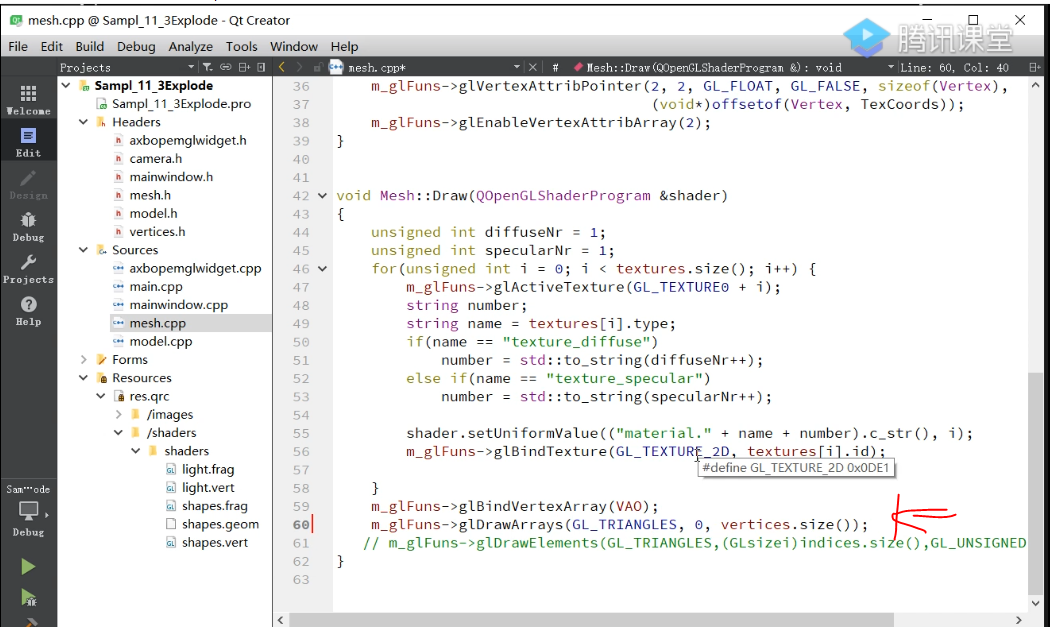 mesh.cpp @ Sampl_11_3Explode - Qt Creator
腾讯课堂
File Edit Build Debug Analyze Tools Window Help
Projects
mesh.cpp*
# Mesh::Draw(QOpenGLShaderProgram &): void
Line: 60, Col: 40
Welcome
Edit
Design
Debug
Projects
Help
Sam…ode
Debug
Sampl_11_3Explode
Sampl_11_3Explode.pro
Headers
axbopemglwidget.h
camera.h
mainwindow.h
mesh.h
model.h
vertices.h
Sources
axbopemglwidget.cpp
main.cpp
mainwindow.cpp
mesh.cpp
model.cpp
Forms
Resources
res.qrc
/images
/shaders
shaders
light.frag
light.vert
shapes.frag
shapes.geom
shapes.vert
36 m_glFuns->glVertexAttribPointer(2, 2, GL_FLOAT, GL_FALSE, sizeof(Vertex),
37 (void*)offsetof(Vertex, TexCoords));
38 m_glFuns->glEnableVertexAttribArray(2);
39 }
40
41
42 void Mesh::Draw(QOpenGLShaderProgram &shader)
43 {
44 unsigned int diffuseNr = 1;
45 unsigned int specularNr = 1;
46 for(unsigned int i = 0; i < textures.size(); i++) {
47 m_glFuns->glActiveTexture(GL_TEXTURE0 + i);
48 string number;
49 string name = textures[i].type;
50 if(name == "texture_diffuse")
51 number = std::to_string(diffuseNr++);
52 else if(name == "texture_specular")
53 number = std::to_string(specularNr++);
54
55 shader.setUniformValue(("material." + name + number).c_str(), i);
56 m_glFuns->glBindTexture(GL_TEXTURE_2D, textures[i].id);
#define GL_TEXTURE_2D 0x0DE1
57
58 }
59 m_glFuns->glBindVertexArray(VAO);
60 m_glFuns->glDrawArrays(GL_TRIANGLES, 0, vertices.size());
61 // m_glFuns->glDrawElements(GL_TRIANGLES,(GLsizei)indices.size(),GL_UNSIGNED
62 }
63